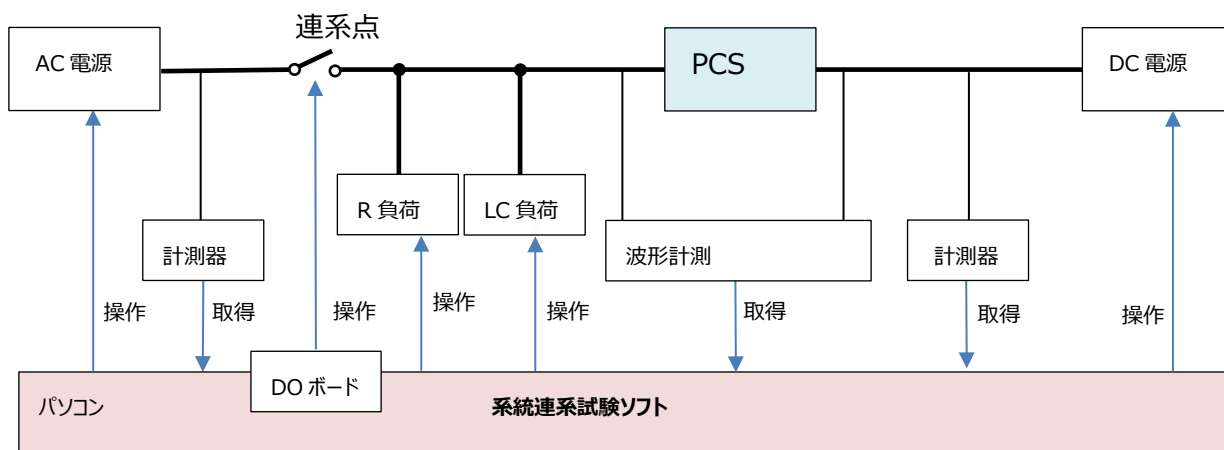 連系点
AC 電源
PCS
DC 電源
R 負荷
LC 負荷
計測器
波形計測
計測器
操作
取得
操作
操作
操作
取得
取得
操作
DO ボード
パソコン
系統連系試験ソフト